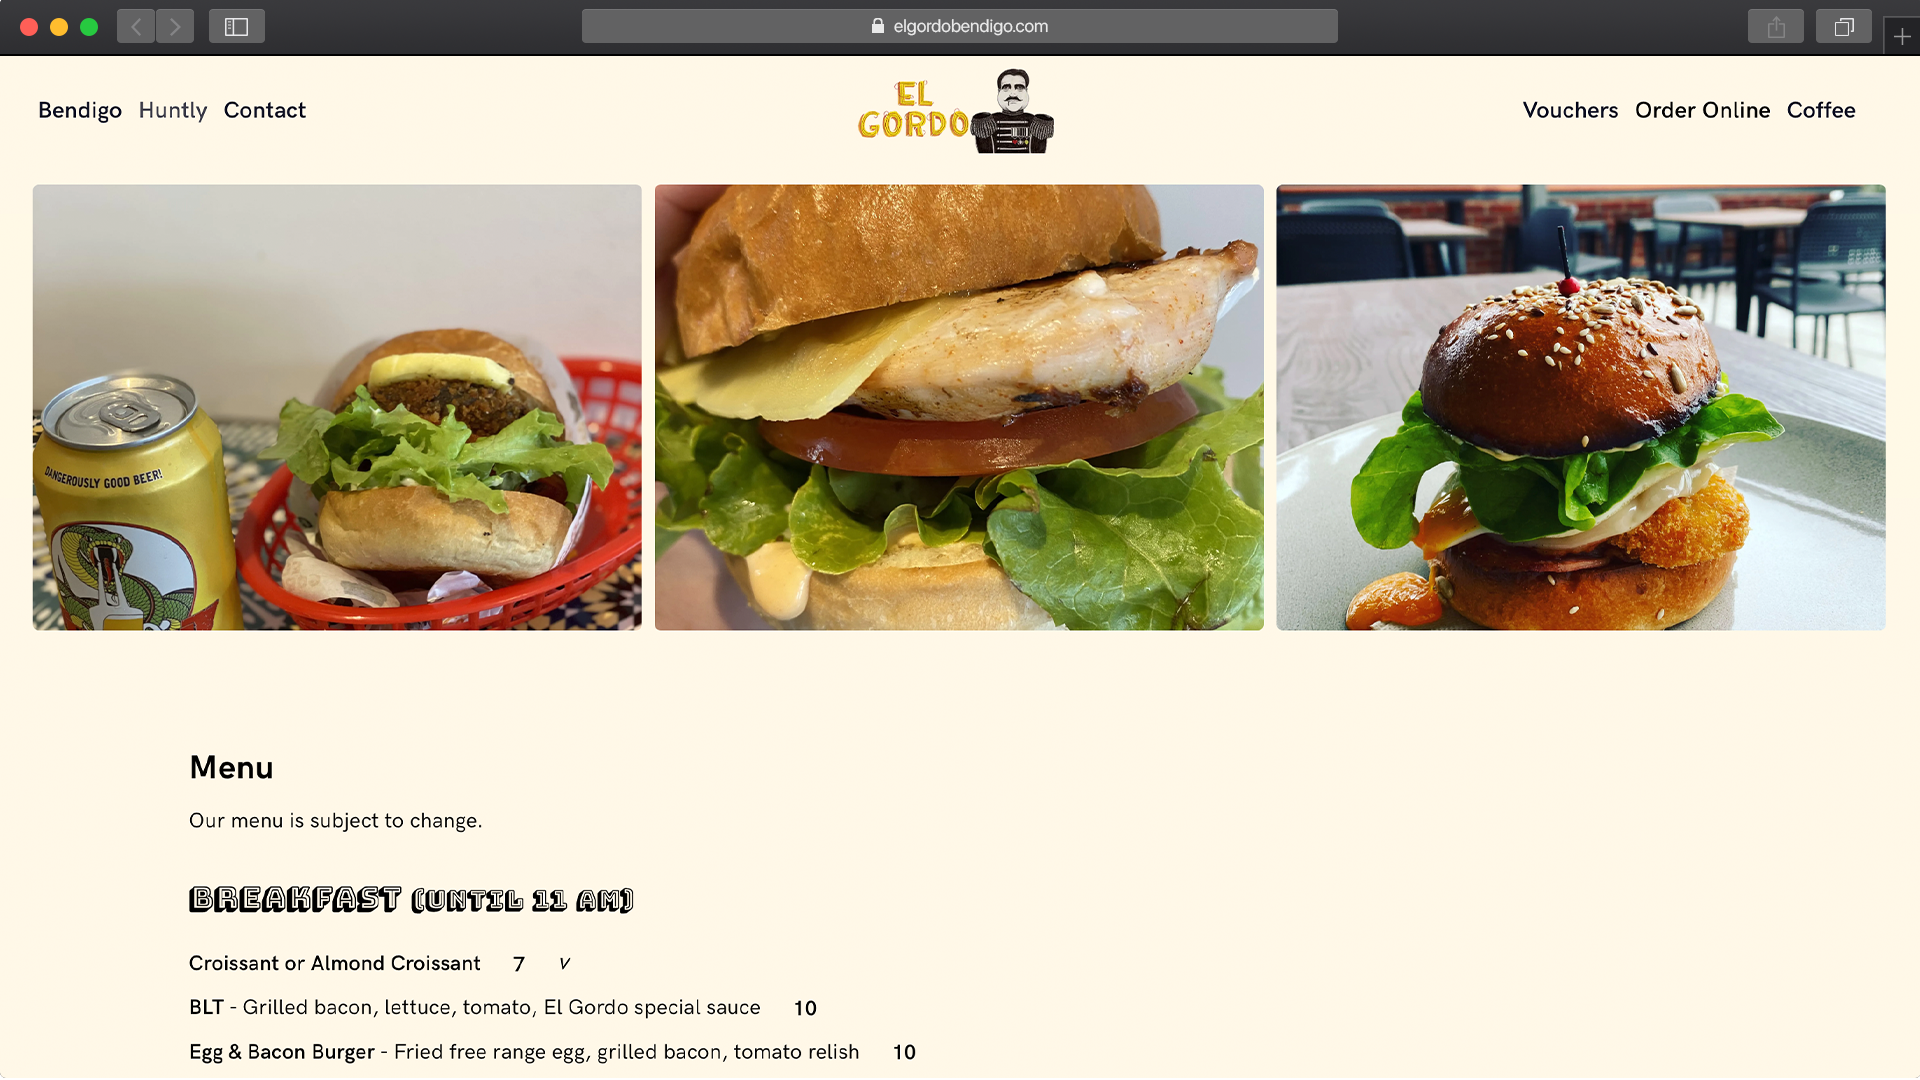 elgordobendigo.com
Bendigo Huntly Contact
EL
GORDO
Vouchers Order Online Coffee
DANGEROUSLY GOOD BEER!
Menu
Our menu is subject to change.
BREAKFAST (UNTIL 11 AM)
Croissant or Almond Croissant 7 V
BLT - Grilled bacon, lettuce, tomato, El Gordo special sauce 10
Egg & Bacon Burger - Fried free range egg, grilled bacon, tomato relish 10